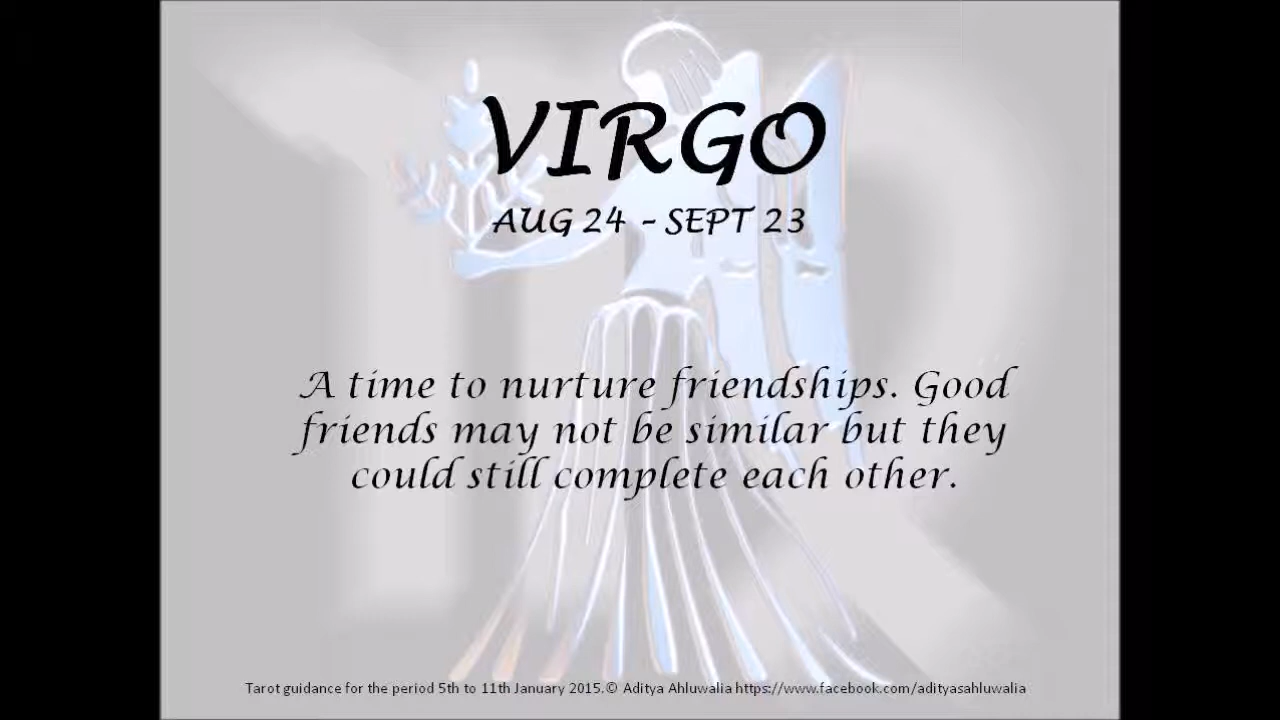 VIRGO
AUG 24 - SEPT 23
A time to nurture friendships. Good
friends may not be similar but they
could still complete each other.
Tarot guidance for the period 5th to 11th January 2015.© Aditya Ahluwalia https://www.facebook.com/adityasahluwalia